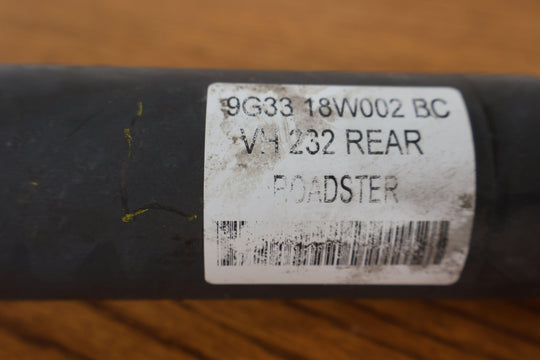 9G33 18W002 BC
VH 232 REAR
ROADSTER